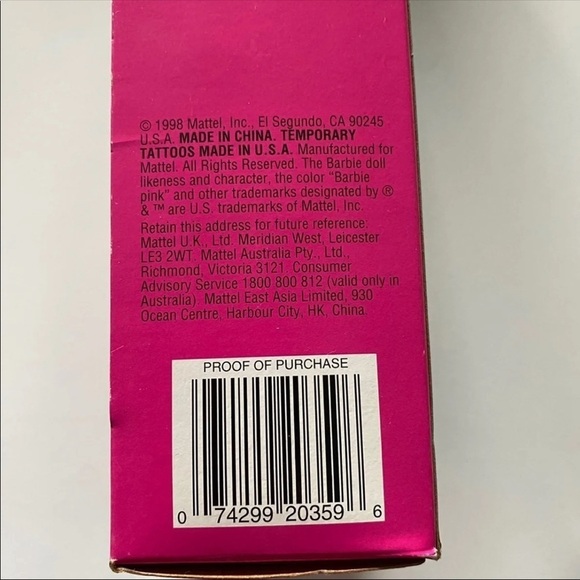 © 1998 Mattel, Inc., El Segundo, CA 90245
U.S.A. MADE IN CHINA. TEMPORARY
TATTOOS MADE IN U.S.A. Manufactured for
Mattel. All Rights Reserved. The Barbie doll
likeness and character, the color "Barbie
pink" and other trademarks designated by ®
& ™ are U.S. trademarks of Mattel, Inc.
Retain this address for future reference:
Mattel U.K., Ltd. Meridian West, Leicester
LE3 2WT. Mattel Australia Pty., Ltd.,
Richmond, Victoria 3121. Consumer
Advisory Service 1800 800 812 (valid only in
Australia) Mattel East Asia Limited, 930
Ocean Centre, Harbour City, HK, China.
PROOF OF PURCHASE
0 74299 20359 6